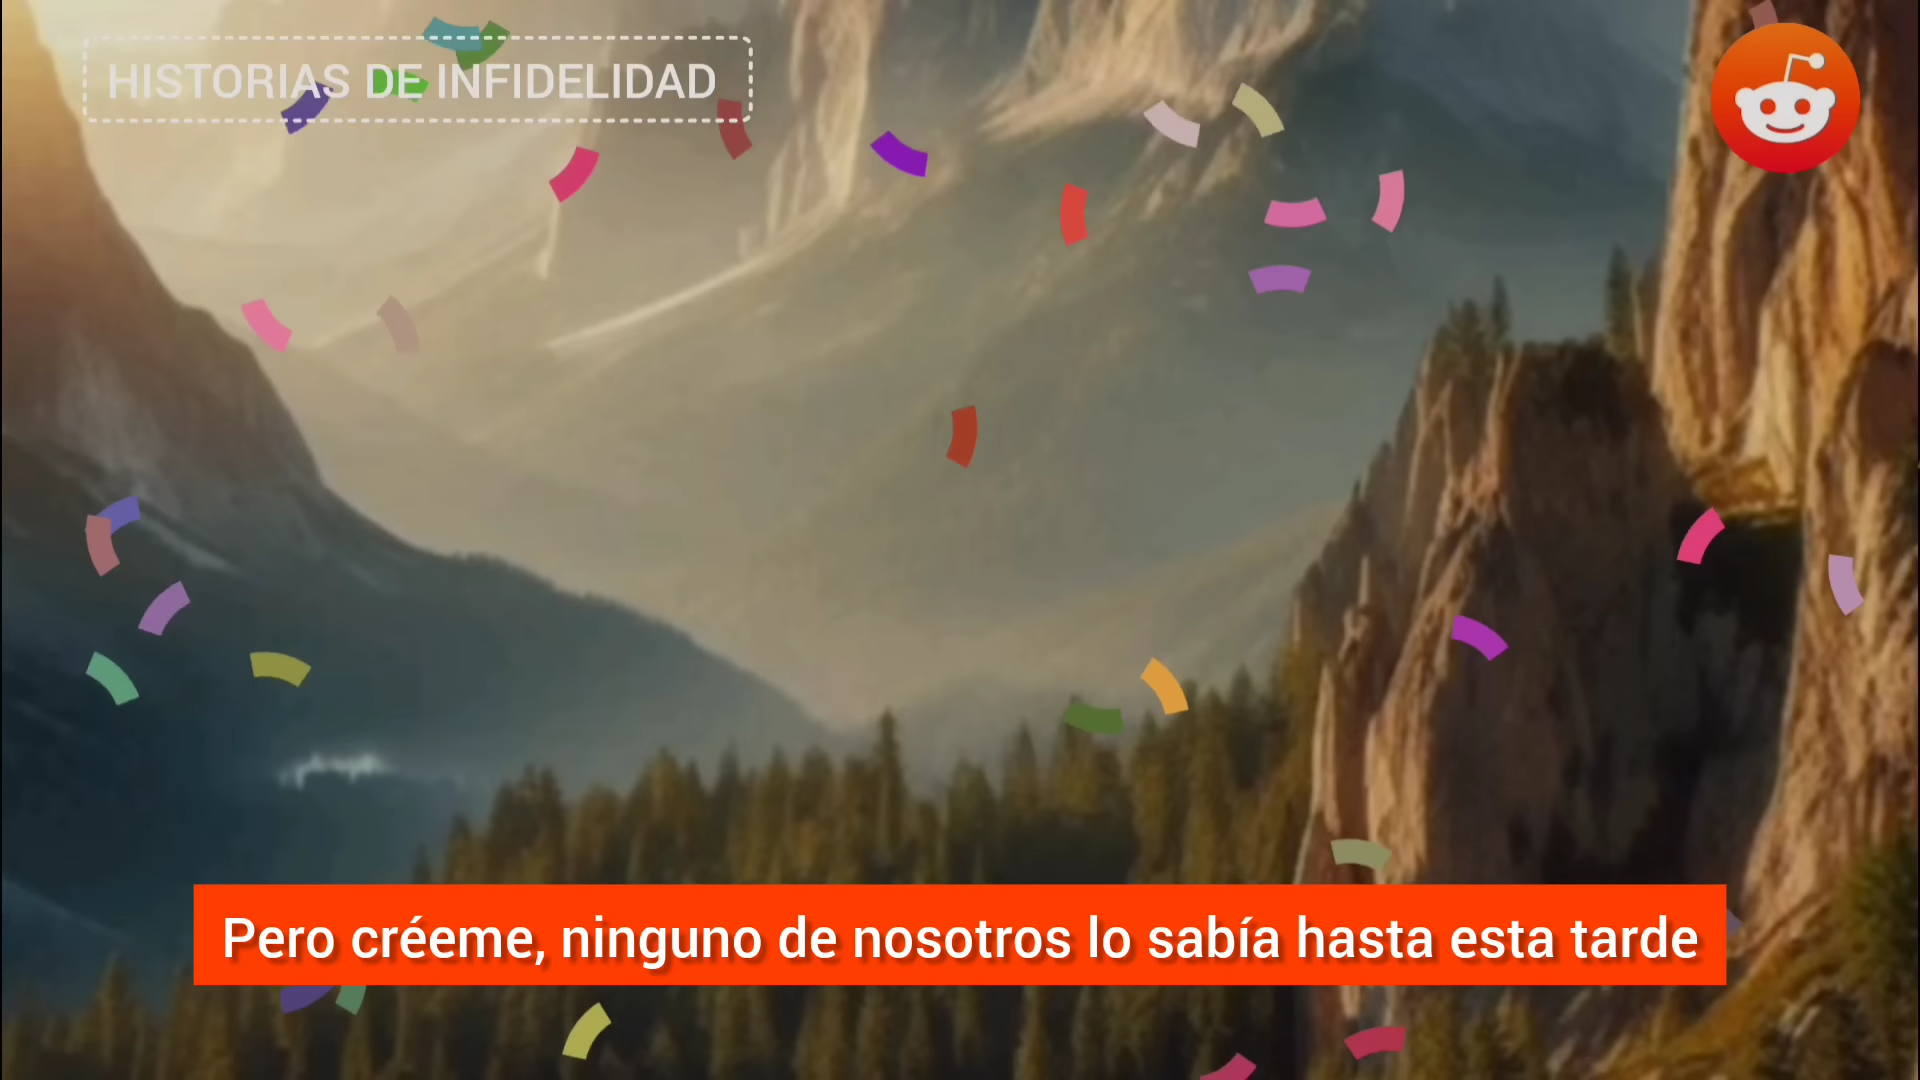 HISTORIAS DE INFIDELIDAD
Pero créeme, ninguno de nosotros lo sabía hasta esta tarde